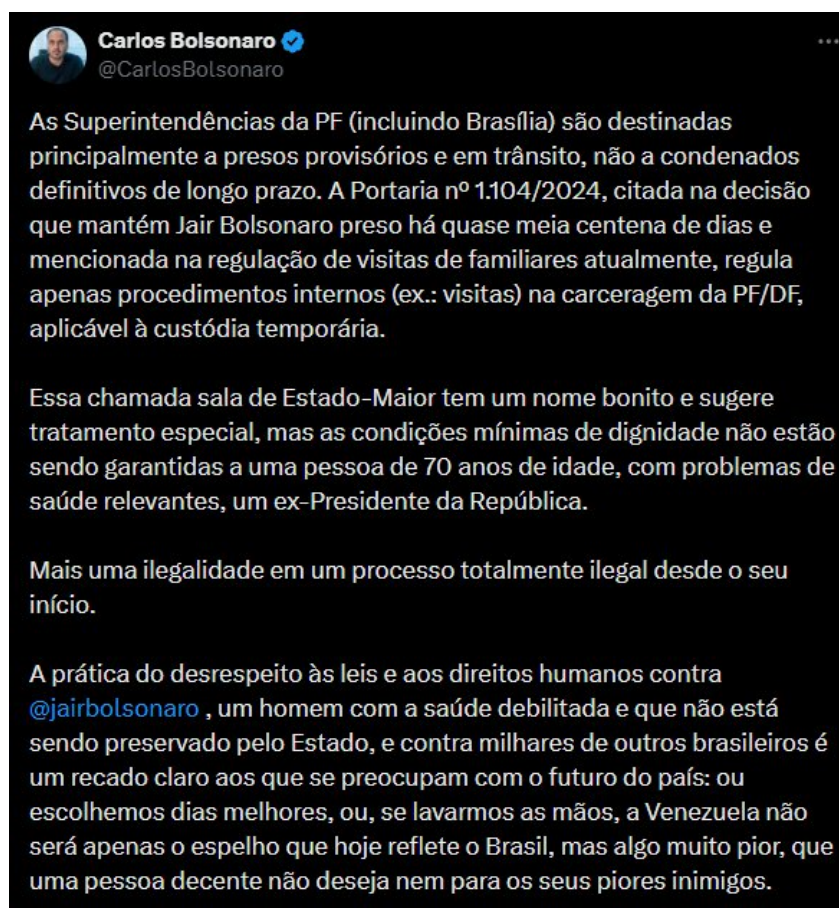 Carlos Bolsonaro
@CarlosBolsonaro
As Superintendências da PF (incluindo Brasília) são destinadas
principalmente a presos provisórios e em trânsito, não a condenados
definitivos de longo prazo. A Portaria nº 1.104/2024, citada na decisão
que mantém Jair Bolsonaro preso há quase meia centena de dias e
mencionada na regulação de visitas de familiares atualmente, regula
apenas procedimentos internos (ex.: visitas) na carceragem da PF/DF,
aplicável à custódia temporária.
Essa chamada sala de Estado-Maior tem um nome bonito e sugere
tratamento especial, mas as condições mínimas de dignidade não estão
sendo garantidas a uma pessoa de 70 anos de idade, com problemas de
saúde relevantes, um ex-Presidente da República.
Mais uma ilegalidade em um processo totalmente ilegal desde o seu
início.
A prática do desrespeito às leis e aos direitos humanos contra
@jairbolsonaro , um homem com a saúde debilitada e que não está
sendo preservado pelo Estado, e contra milhares de outros brasileiros é
um recado claro aos que se preocupam com o futuro do país: ou
escolhemos dias melhores, ou, se lavarmos as mãos, a Venezuela não
será apenas o espelho que hoje reflete o Brasil, mas algo muito pior, que
uma pessoa decente não deseja nem para os seus piores inimigos.